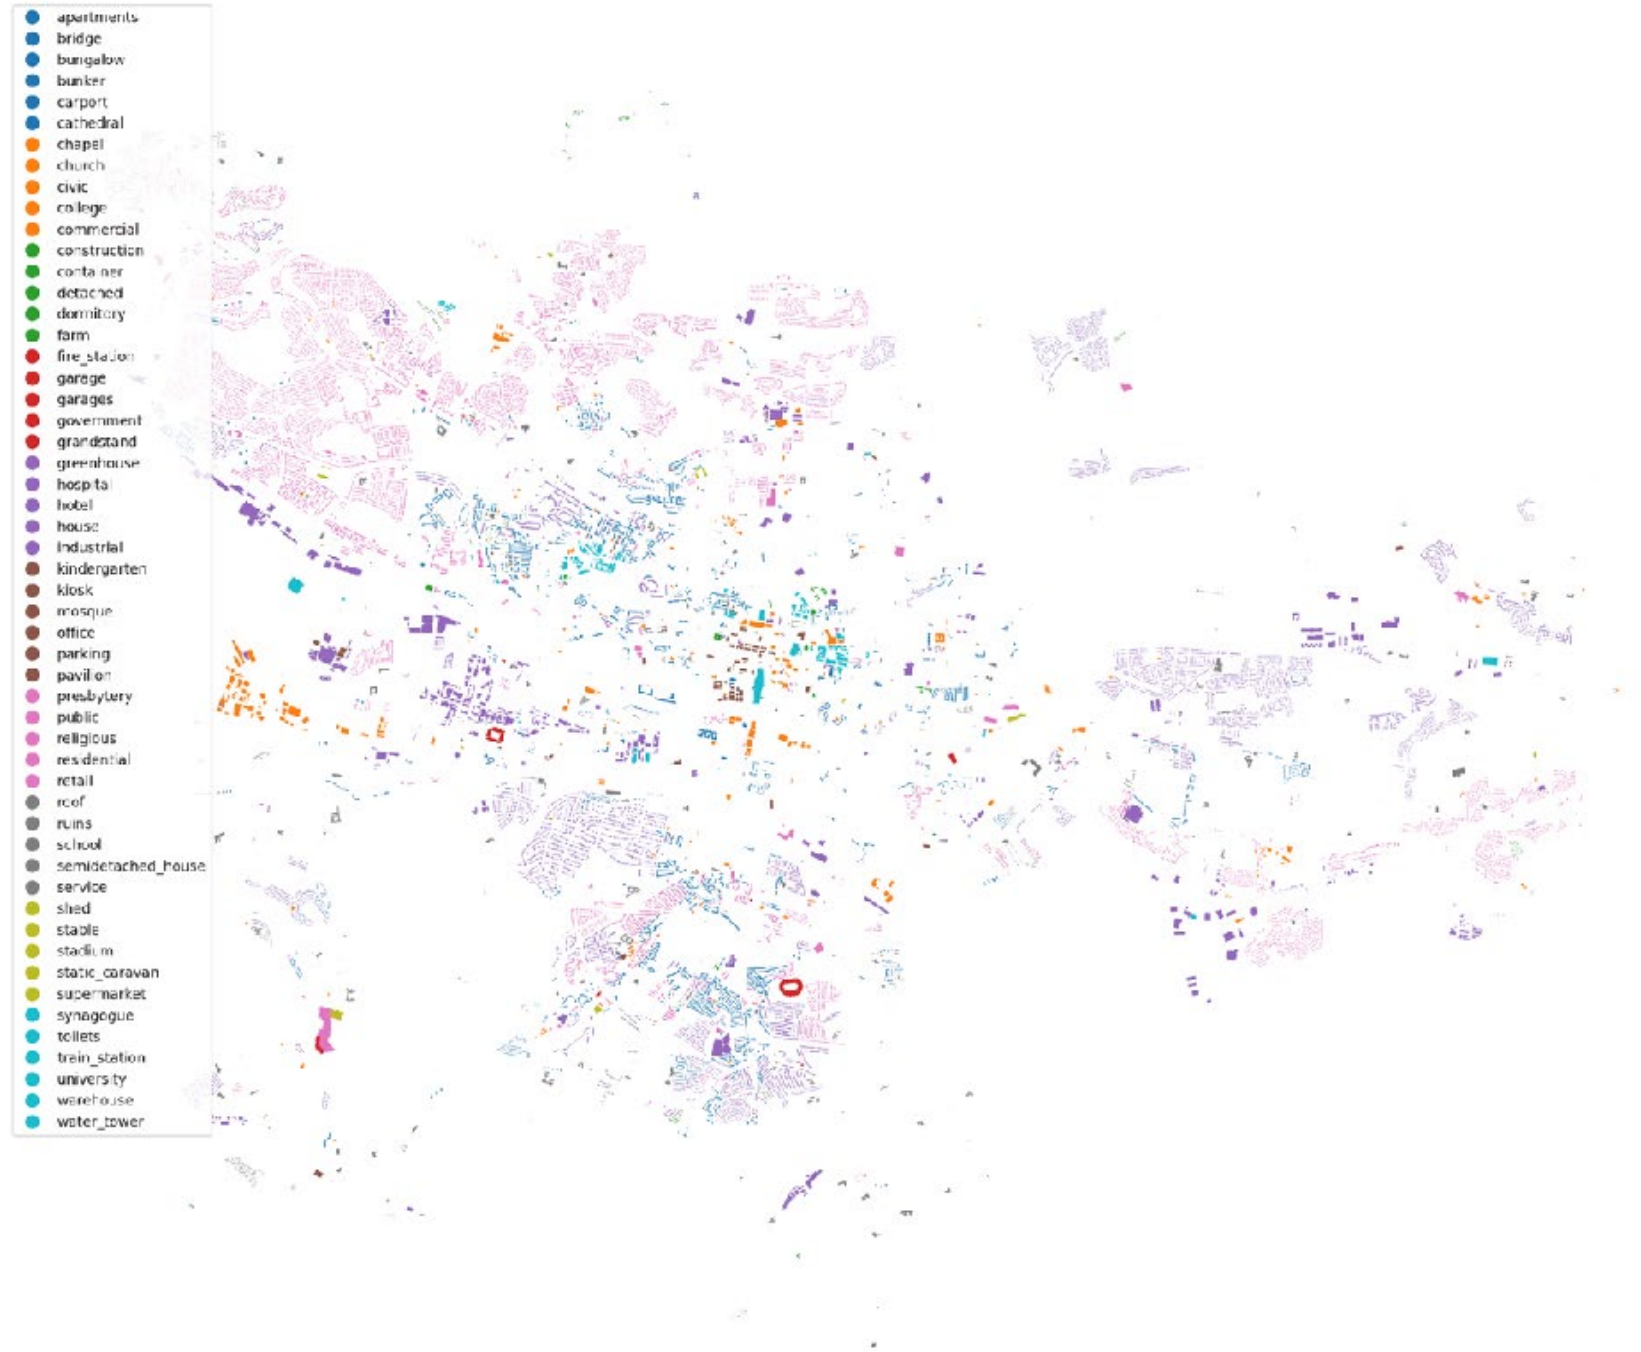 apartments
bridge
bungalow
bunker
carport
cathedral
chapel
church
civic
college
commercial
construction
container
detached
dormitory
farm
fire_station
garage
garages
government
grandstand
greenhouse
hospital
hotel
house
industrial
kindergarten
kiosk
mosque
office
parking
pavilion
presbytery
public
religious
residential
retail
roof
ruins
school
semidetached_house
service
shed
stable
stadium
static_caravan
supermarket
synagogue
toilets
train_station
university
warehouse
water_tower